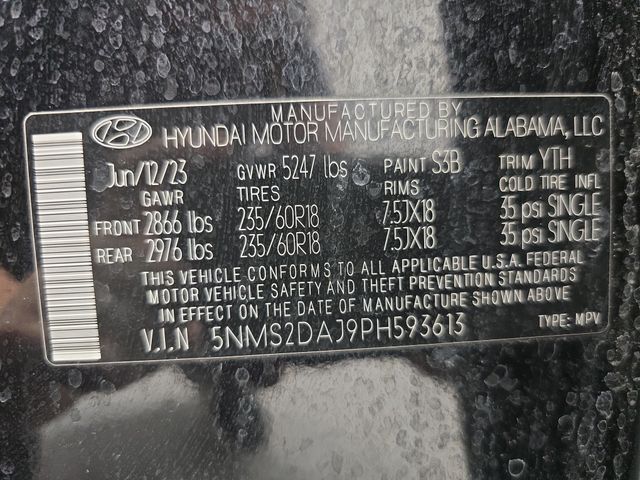 MANUFACTURED BY
HYUNDAI MOTOR MANUFACTURING ALABAMA, LLC
Jun/12/23 GVWR 5247 lbs PAINT S3B TRIM YTH
GAWR TIRES RIMS COLD TIRE INFL
FRONT 2866 lbs 235/60R18 7.5JX18 35 psi SINGLE
REAR 2976 lbs 235/60R18 7.5JX18 35 psi SINGLE
THIS VEHICLE CONFORMS TO ALL APPLICABLE U.S.A. FEDERAL
MOTOR VEHICLE SAFETY AND THEFT PREVENTION STANDARDS
IN EFFECT ON THE DATE OF MANUFACTURE SHOWN ABOVE.
V.I.N 5NMS2DAJ9PH593613 TYPE: MPV